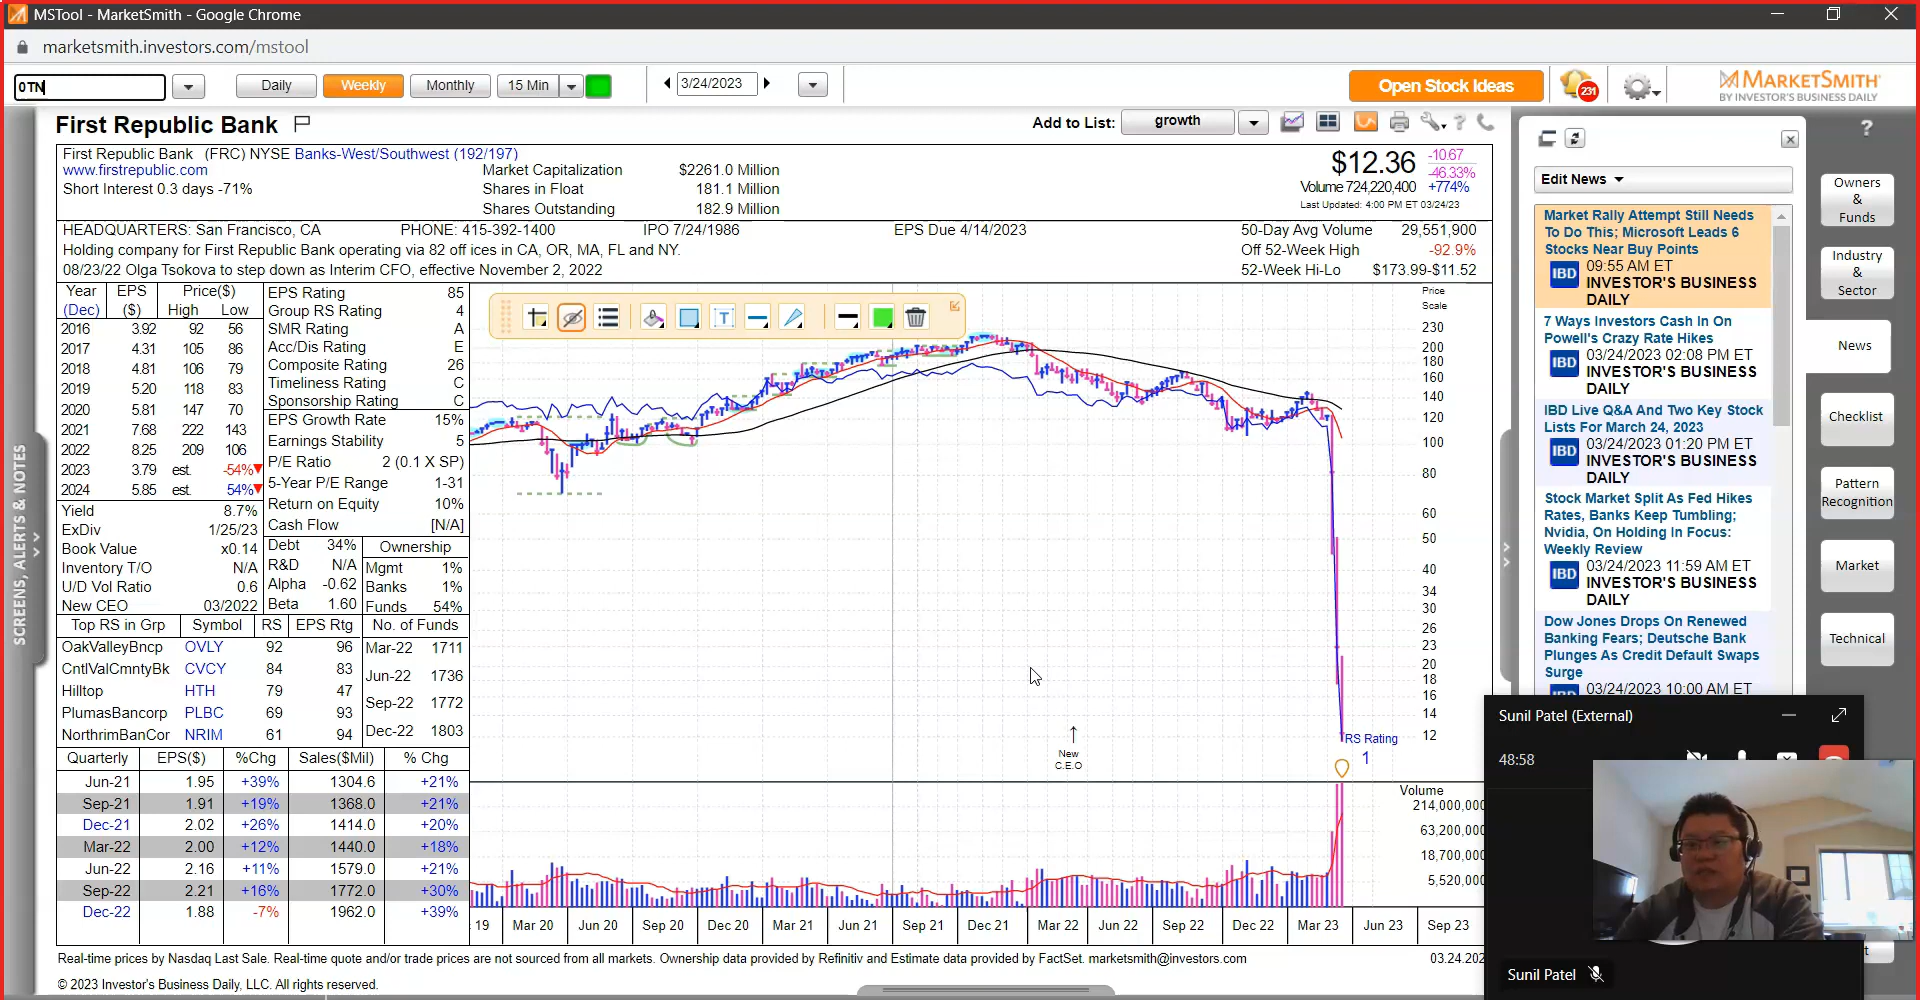 MSTool - MarketSmith - Google Chrome
marketsmith.investors.com/mstool
0TN
Daily
Weekly
Monthly
15 Min
3/24/2023
Open Stock Ideas
231
MARKETSMITH
BY INVESTOR'S BUSINESS DAILY
First Republic Bank
Add to List:
growth
First Republic Bank (FRC) NYSE Banks-West/Southwest (192/197)
www.firstrepublic.com
Short Interest 0.3 days -71%
Market Capitalization $2261.0 Million
Shares in Float 181.1 Million
Shares Outstanding 182.9 Million
$12.36 -10.67
-46.33%
Volume 724,220,400 +774%
Last Updated: 4:00 PM ET 03/24/23
HEADQUARTERS: San Francisco, CA PHONE: 415-392-1400 IPO 7/24/1986 EPS Due 4/14/2023
Holding company for First Republic Bank operating via 82 offices in CA, OR, MA, FL and NY.
08/23/22 Olga Tsokova to step down as Interim CFO, effective November 2, 2022
50-Day Avg Volume 29,551,900
Off 52-Week High -92.9%
52-Week Hi-Lo $173.99-$11.52
Year EPS Price($)
(Dec) ($) High Low
2016 3.92 92 56
2017 4.31 105 86
2018 4.81 106 79
2019 5.20 118 83
2020 5.81 147 70
2021 7.68 222 143
2022 8.25 209 106
2023 3.79 est. -54%
2024 5.85 est. 54%
Yield 8.7%
ExDiv 1/25/23
Book Value x0.14
Inventory T/O N/A
U/D Vol Ratio 0.6
New CEO 03/2022
EPS Rating 85
Group RS Rating 4
SMR Rating A
Acc/Dis Rating E
Composite Rating 26
Timeliness Rating C
Sponsorship Rating C
EPS Growth Rate 15%
Earnings Stability 5
P/E Ratio 2 (0.1 X SP)
5-Year P/E Range 1-31
Return on Equity 10%
Cash Flow [N/A]
Debt 34%
R&D N/A
Alpha -0.62
Beta 1.60
Ownership
Mgmt 1%
Banks 1%
Funds 54%
Top RS in Grp Symbol RS EPS Rtg
OakValleyBncp OVLY 92 96
CntlValCmntyBk CVCY 84 83
Hilltop HTH 79 47
PlumasBancorp PLBC 69 93
NorthrimBanCor NRIM 61 94
No. of Funds
Mar-22 1711
Jun-22 1736
Sep-22 1772
Dec-22 1803
Quarterly EPS($) %Chg Sales($Mil) % Chg
Jun-21 1.95 +39% 1304.6 +21%
Sep-21 1.91 +19% 1368.0 +21%
Dec-21 2.02 +26% 1414.0 +20%
Mar-22 2.00 +12% 1440.0 +18%
Jun-22 2.16 +11% 1579.0 +21%
Sep-22 2.21 +16% 1772.0 +30%
Dec-22 1.88 -7% 1962.0 +39%
T
New
C.E.O
RS Rating
1
Price
Scale
230
200
180
160
140
120
100
80
60
50
40
34
30
26
23
20
18
16
14
12
Volume
214,000,000
63,200,000
18,700,000
5,520,000
19 Mar 20 Jun 20 Sep 20 Dec 20 Mar 21 Jun 21 Sep 21 Dec 21 Mar 22 Jun 22 Sep 22 Dec 22 Mar 23 Jun 23 Sep 23
Real-time prices by Nasdaq Last Sale. Real-time quote and/or trade prices are not sourced from all markets. Ownership data provided by Refinitiv and Estimate data provided by FactSet. marketsmith@investors.com
03.24.202
© 2023 Investor's Business Daily, LLC. All rights reserved.
SCREENS, ALERTS & NOTES
Edit News
Market Rally Attempt Still Needs
To Do This; Microsoft Leads 6
Stocks Near Buy Points
IBD 09:55 AM ET
INVESTOR'S BUSINESS
DAILY
7 Ways Investors Cash In On
Powell's Crazy Rate Hikes
IBD 03/24/2023 02:08 PM ET
INVESTOR'S BUSINESS
DAILY
IBD Live Q&A And Two Key Stock
Lists For March 24, 2023
IBD 03/24/2023 01:20 PM ET
INVESTOR'S BUSINESS
DAILY
Stock Market Split As Fed Hikes
Rates, Banks Keep Tumbling;
Nvidia, On Holding In Focus:
Weekly Review
IBD 03/24/2023 11:59 AM ET
INVESTOR'S BUSINESS
DAILY
Dow Jones Drops On Renewed
Banking Fears; Deutsche Bank
Plunges As Credit Default Swaps
Surge
IBD 03/24/2023 10:00 AM ET
?
Owners
&
Funds
Industry
&
Sector
News
Checklist
Pattern
Recognition
Market
Technical
Sunil Patel (External)
48:58
Sunil Patel